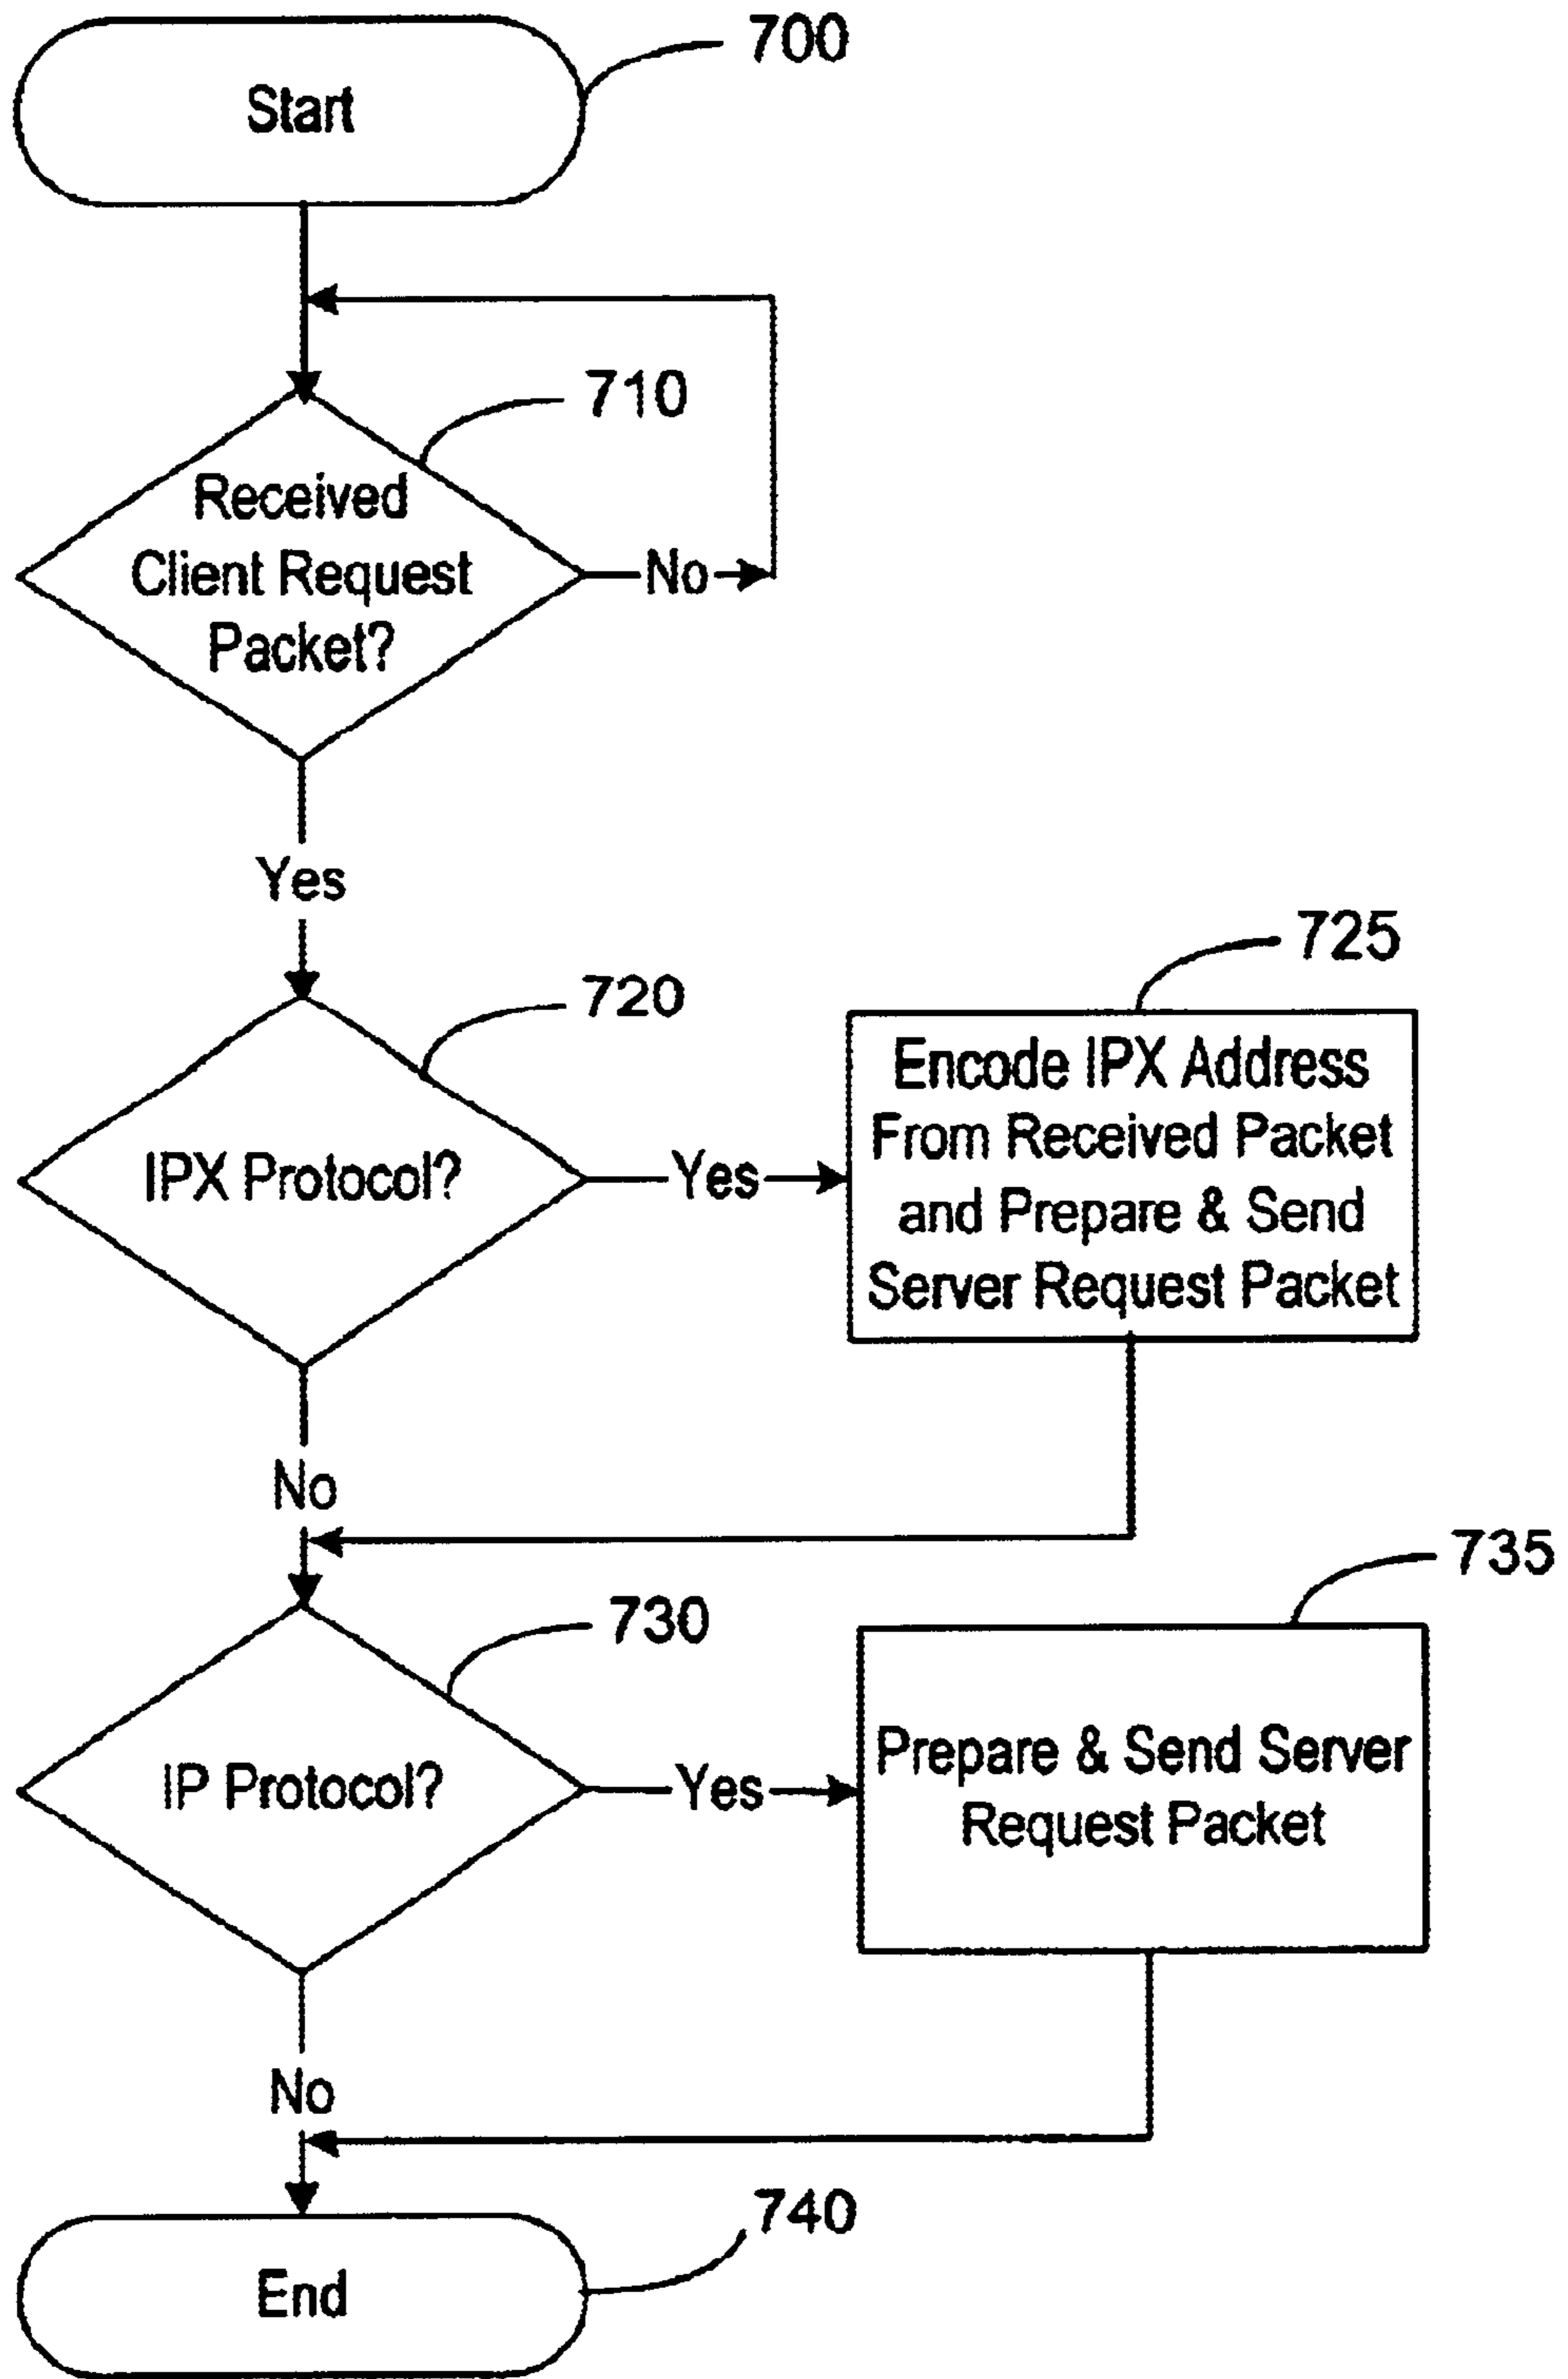 700
Start
710
Received
Client Request
Packet?
No
Yes
720
725
IPX Protocol?
Yes
Encode IPX Address
From Received Packet
and Prepare & Send
Server Request Packet
No
730
735
IP Protocol?
Yes
Prepare & Send Server
Request Packet
No
740
End